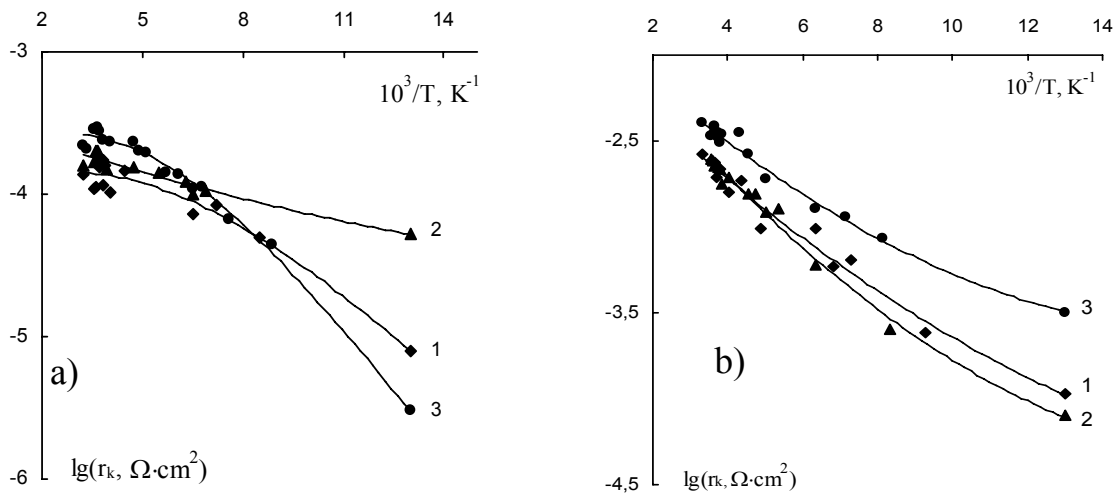 2 5 8 11 13
-3
10³/T, K⁻¹
-4
2
-5
1
a)
3
lg(rₖ, Ω·cm²)
-6
2 4 6 8 10 12 14
10³/T, K⁻¹
-2,5
-3,5
3
b)
1
2
lg(rₖ, Ω·cm²)
-4,5